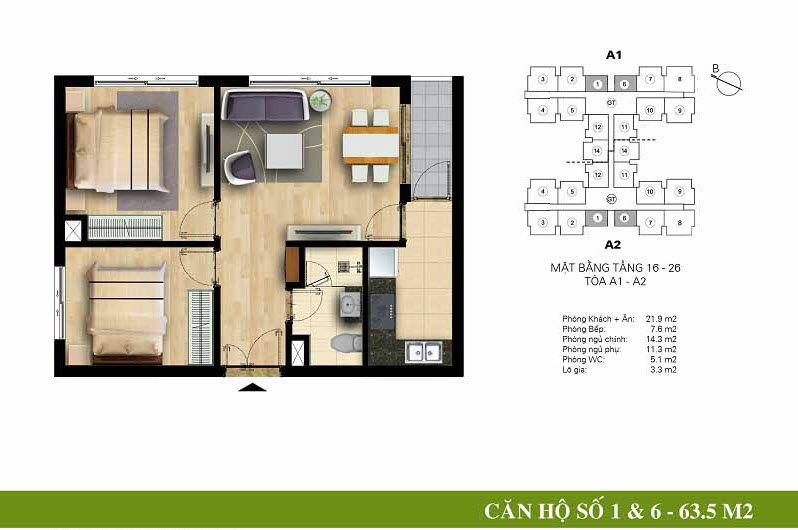 A1
B
3 2 1 6 7 8
GT
4 5 10 9
12 11
14 14
12 11
4 5 10 9
GT
3 2 1 6 7 8
A2
MẶT BẰNG TẦNG 16 - 26
TÒA A1 - A2
Phòng Khách + Ăn: 21.9 m2
Phòng Bếp: 7.6 m2
Phòng ngủ chính: 14.3 m2
Phòng ngủ phụ: 11.3 m2
Phòng WC: 5.1 m2
Lô gia: 3.3 m2
CĂN HỘ SỐ 1 & 6 - 63.5 M2